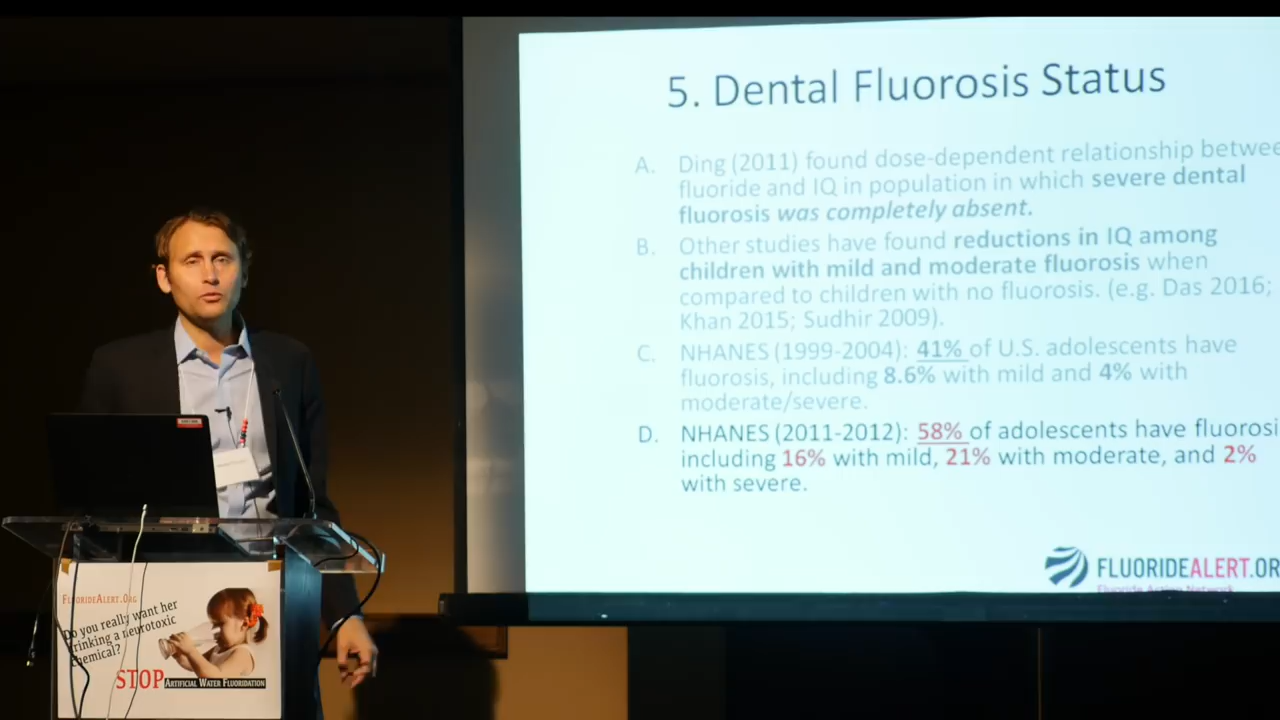 5. Dental Fluorosis Status
A. Ding (2011) found dose-dependent relationship betwee
fluoride and IQ in population in which severe dental
fluorosis was completely absent.
B. Other studies have found reductions in IQ among
children with mild and moderate fluorosis when
compared to children with no fluorosis. (e.g. Das 2016;
Khan 2015; Sudhir 2009).
C. NHANES (1999-2004): 41% of U.S. adolescents have
fluorosis, including 8.6% with mild and 4% with
moderate/severe.
D. NHANES (2011-2012): 58% of adolescents have fluorosi
including 16% with mild, 21% with moderate, and 2%
with severe.
FLUORIDEALERT.OR
Fluoride Action Network
FLUORIDEALERT.ORG
Do you really want her
drinking a neurotoxic
chemical?
STOP ARTIFICIAL WATER FLUORIDATION